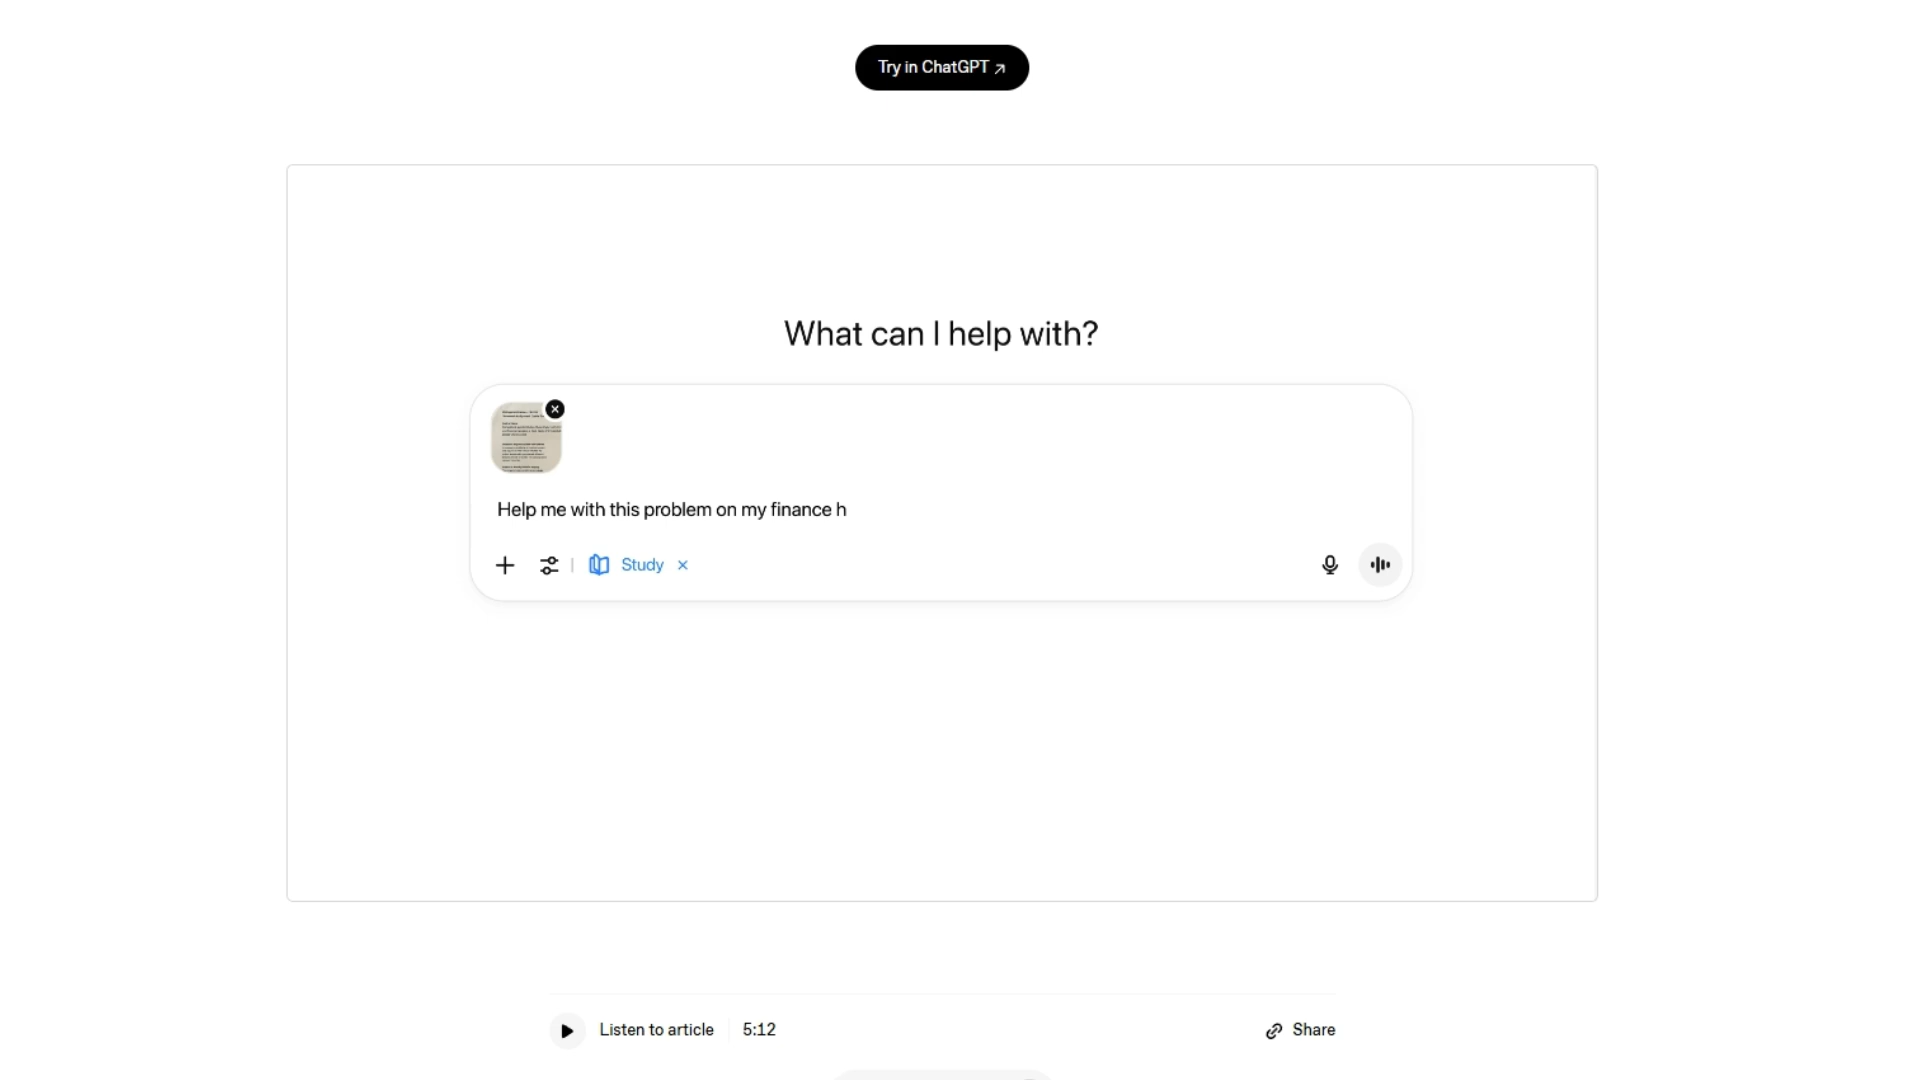 Try in ChatGPT
What can I help with?
Help me with this problem on my finance h
Study
Listen to article
5:12
Share